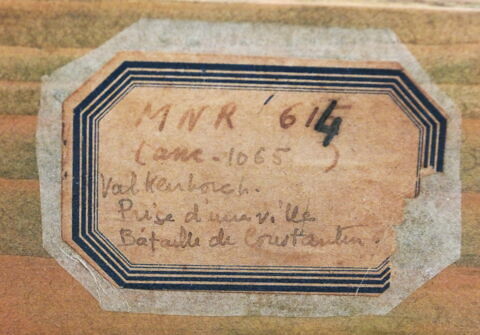 MNR 614
(anc. 1065 )
Valkenborch.
Prise d'une ville
Bataille de Constantin.